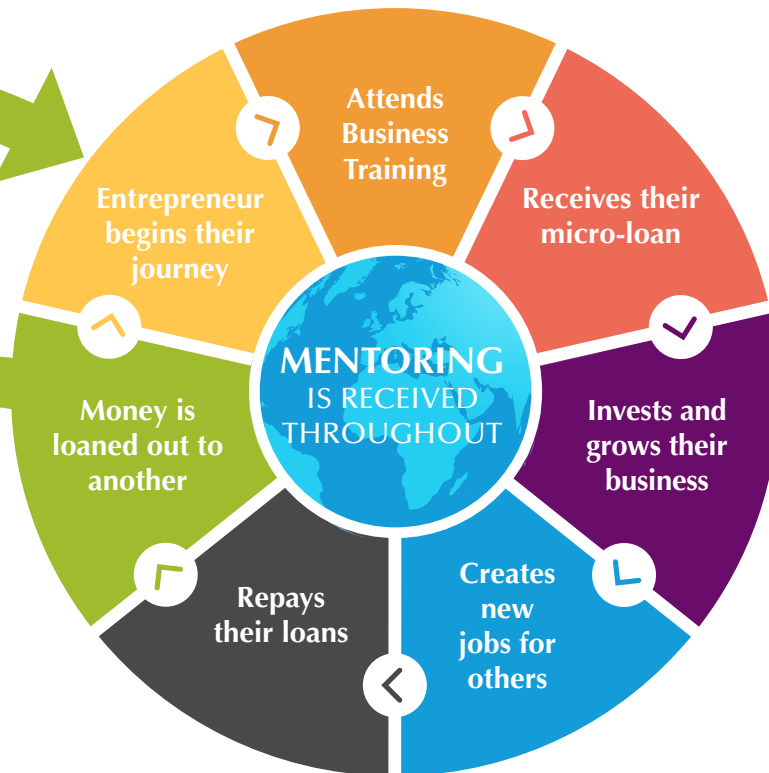 Attends
Business
Training
Receives their
micro-loan
Invests and
grows their
business
Creates
new
jobs for
others
Repays
their loans
Money is
loaned out to
another
Entrepreneur
begins their
journey
MENTORING
IS RECEIVED
THROUGHOUT